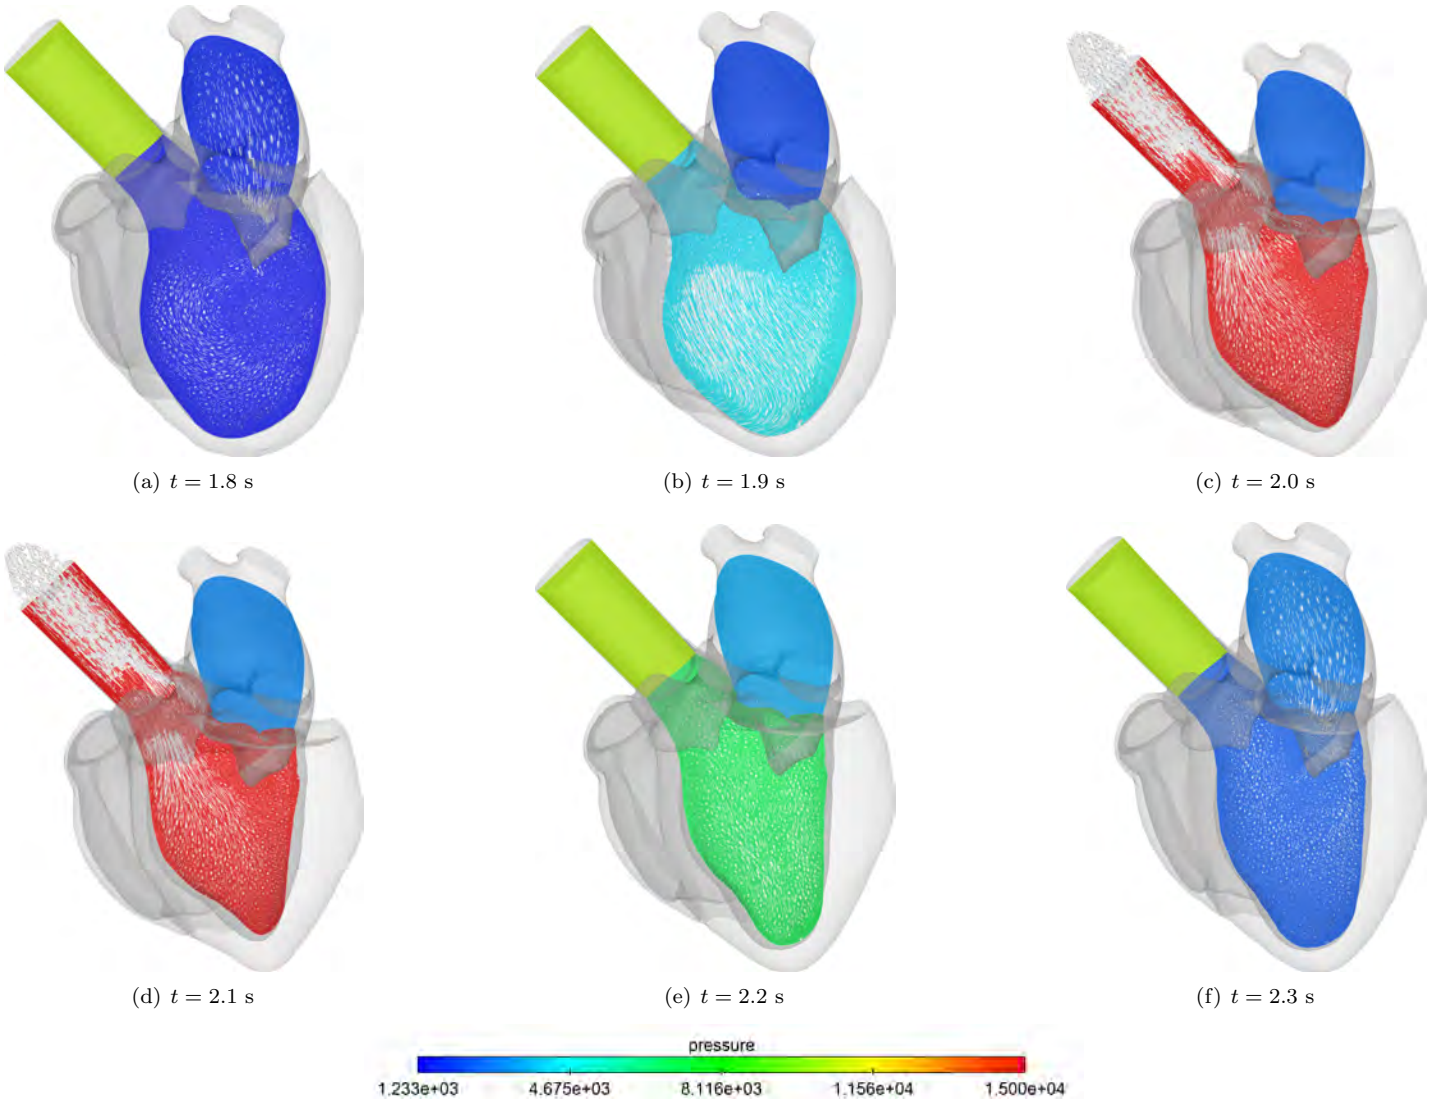 (a) t = 1.8 s
(b) t = 1.9 s
(c) t = 2.0 s
(d) t = 2.1 s
(e) t = 2.2 s
(f) t = 2.3 s
pressure
1.233e+03 4.675e+03 8.116e+03 1.156e+04 1.500e+04